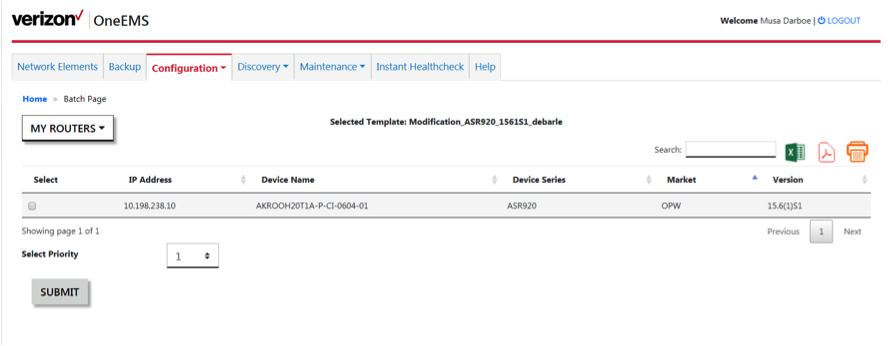 verizon✓ | OneEMS
Welcome Musa Darboe | LOGOUT
Network Elements Backup Configuration Discovery Maintenance Instant Healthcheck Help
Home > Batch Page
MY ROUTERS
Selected Template: Modification_ASR920_1561S1_debarle
Search:
Select IP Address Device Name Device Series Market Version
10.198.238.10 AKROOH20T1A-P-CI-0604-01 ASR920 OPW 15.6(1)S1
Showing page 1 of 1
Previous 1 Next
Select Priority 1
SUBMIT